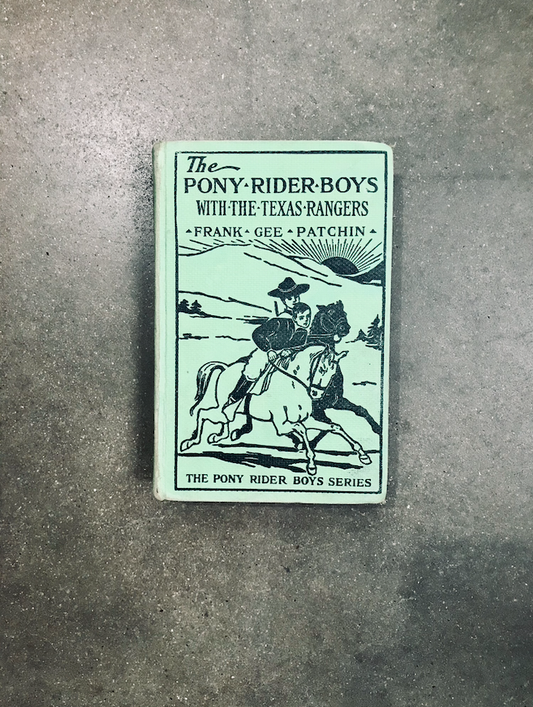 The
PONY·RIDER·BOYS
WITH·THE·TEXAS·RANGERS
FRANK GEE PATCHIN
THE PONY RIDER BOYS SERIES